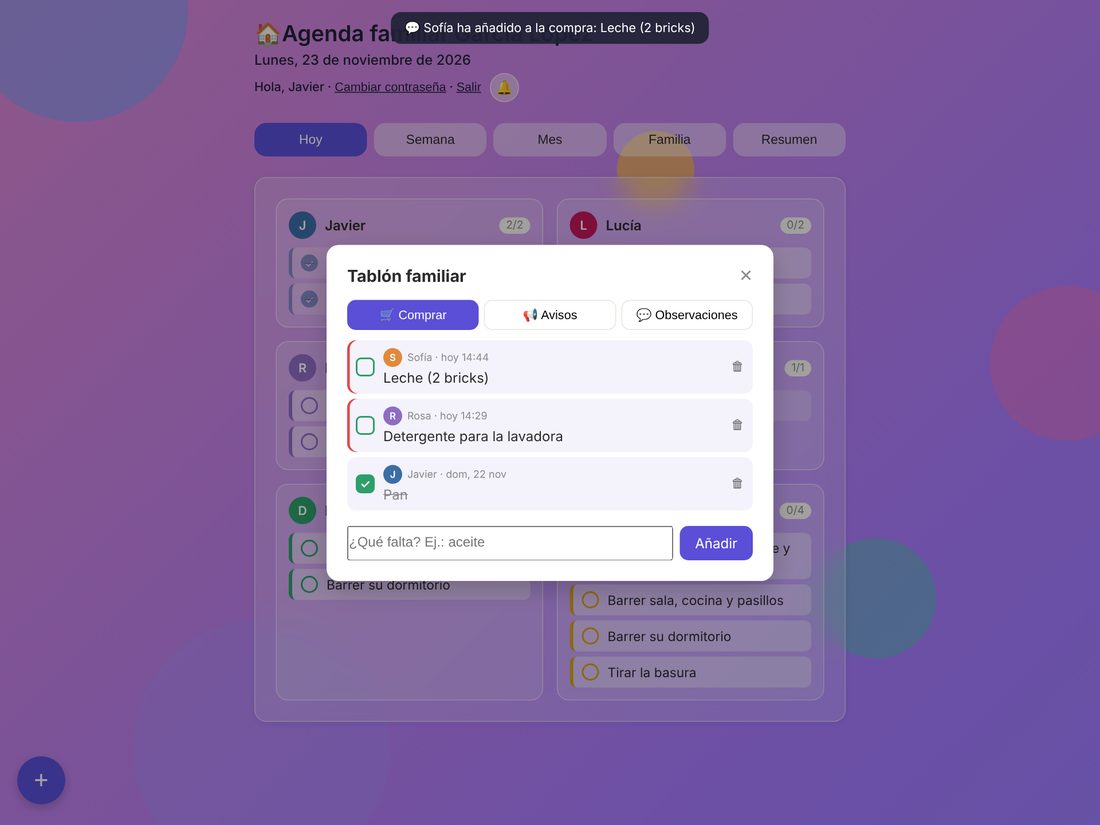 💬 Sofía ha añadido a la compra: Leche (2 bricks)
🏠Agenda
Lunes, 23 de noviembre de 2026
Hola, Javier · Cambiar contraseña · Salir 🔔
Hoy Semana Mes Familia Resumen
J Javier 2/2 L Lucía 0/2
Tablón familiar ✕
🛒 Comprar 📢 Avisos 💬 Observaciones
S Sofía · hoy 14:44
Leche (2 bricks)
R Rosa · hoy 14:29
Detergente para la lavadora
J Javier · dom, 22 nov
Pan
¿Qué falta? Ej.: aceite Añadir
R 1/1
D 0/4
e y
Barrer su dormitorio
Barrer sala, cocina y pasillos
Barrer su dormitorio
Tirar la basura
+